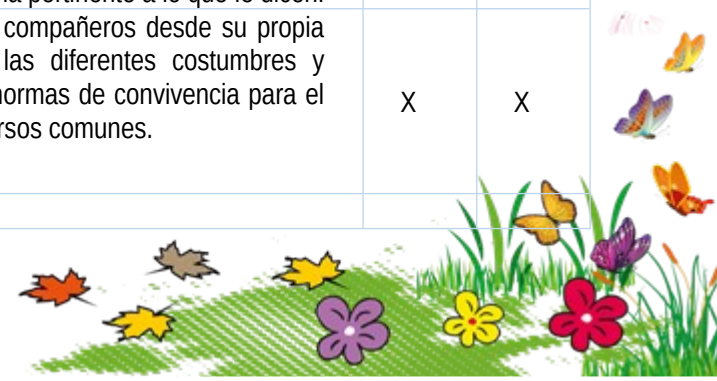 compañeros desde su propia
las diferentes costumbres y
normas de convivencia para el
X X
rsos comunes.